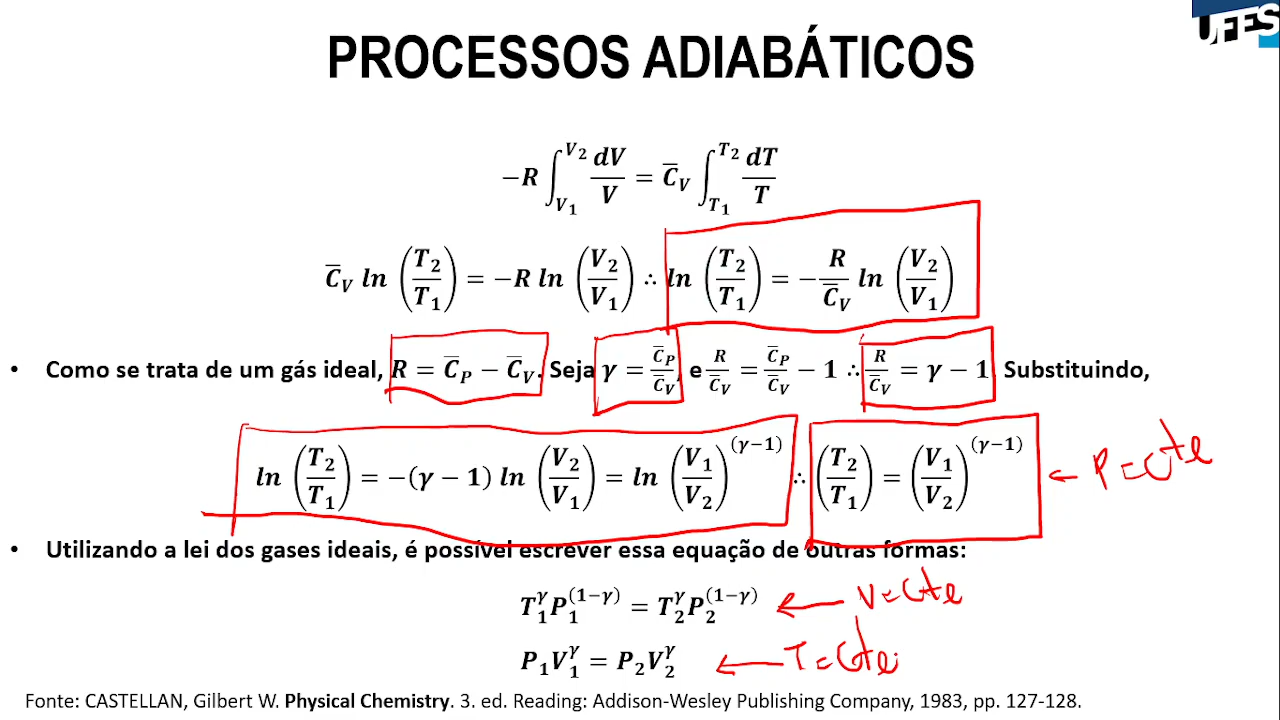 UFES
PROCESSOS ADIABÁTICOS
−R ∫_{V₁}^{V₂} dV/V = C̅_V ∫_{T₁}^{T₂} dT/T
C̅_V ln (T₂/T₁) = −R ln (V₂/V₁) ∴ ln (T₂/T₁) = − R/C̅_V ln (V₂/V₁)
• Como se trata de um gás ideal, R = C̅_P − C̅_V. Seja γ = C̅_P/C̅_V, e R/C̅_V = C̅_P/C̅_V − 1 ∴ R/C̅_V = γ − 1. Substituindo,
ln (T₂/T₁) = −(γ − 1) ln (V₂/V₁) = ln (V₁/V₂)^(γ−1) ∴ (T₂/T₁) = (V₁/V₂)^(γ−1) ← P = Cte
• Utilizando a lei dos gases ideais, é possível escrever essa equação de outras formas:
T₁^γ P₁^(1−γ) = T₂^γ P₂^(1−γ) ← V = Cte
P₁V₁^γ = P₂V₂^γ ← T = Cte
Fonte: CASTELLAN, Gilbert W. Physical Chemistry. 3. ed. Reading: Addison-Wesley Publishing Company, 1983, pp. 127-128.